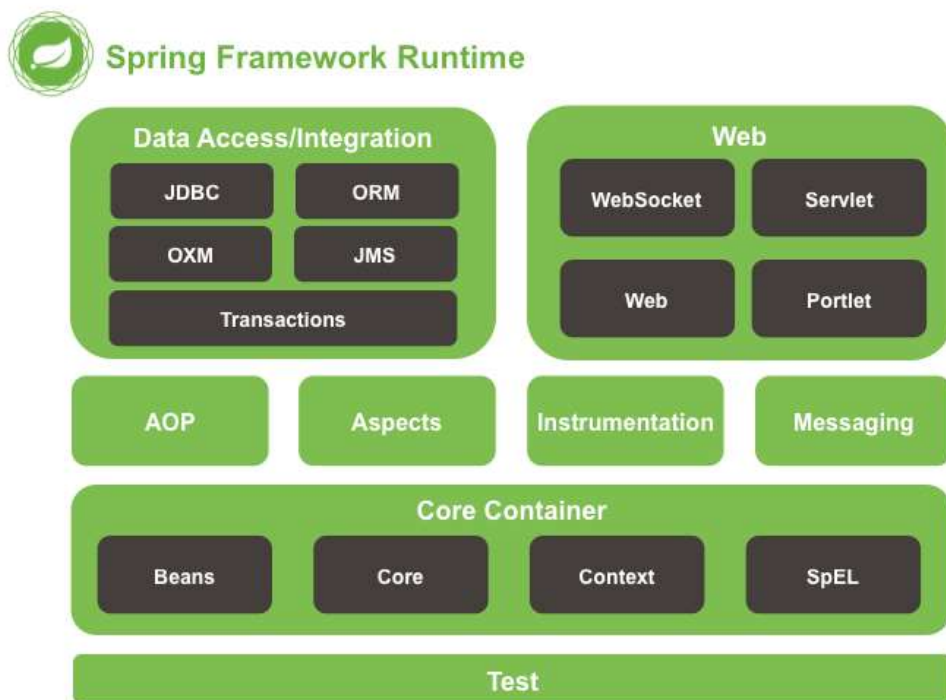 Spring Framework Runtime
Data Access/Integration
JDBC
ORM
OXM
JMS
Transactions
Web
WebSocket
Servlet
Web
Portlet
AOP
Aspects
Instrumentation
Messaging
Core Container
Beans
Core
Context
SpEL
Test